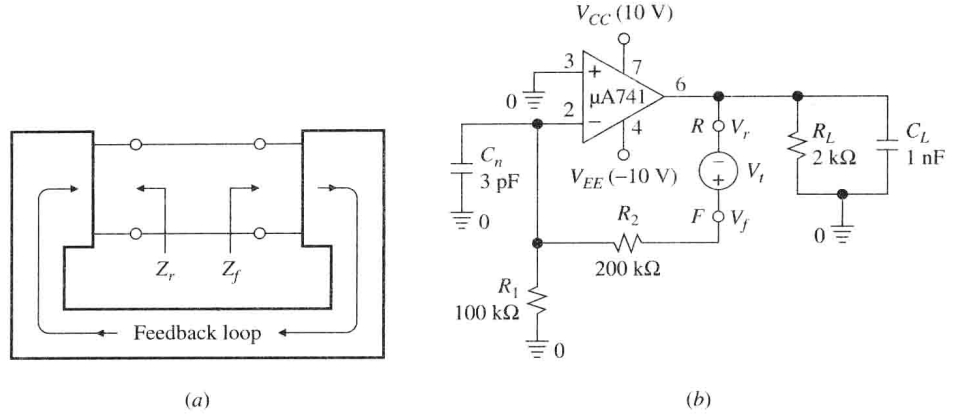 Z_r
Z_f
Feedback loop
(a)
V_CC (10 V)
3
+
7
6
0
μA741
2
−
4
V_EE (−10 V)
C_n
3 pF
0
R
V_r
−
+
V_t
F
V_f
R_2
200 kΩ
R_1
100 kΩ
0
R_L
2 kΩ
C_L
1 nF
0
(b)